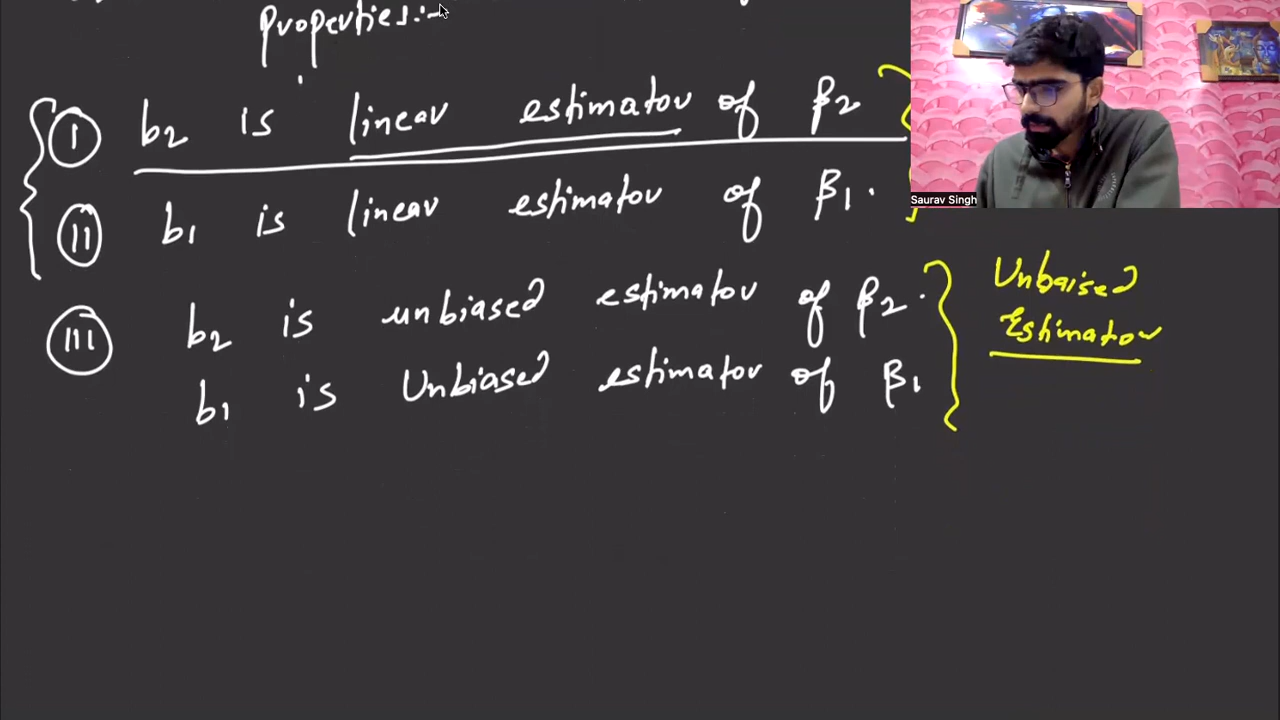 properties:-
I b2 is linear estimator of β2
II b1 is linear estimator of β1.
III b2 is unbiased estimator of β2.
b1 is Unbiased estimator of β1
Unbaised
Estimator
Saurav Singh